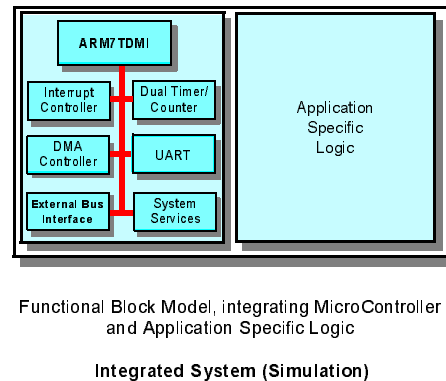 ARM7TDMI
Interrupt
Controller
Dual Timer/
Counter
DMA
Controller
UART
External Bus
Interface
System
Services
Application
Specific
Logic
Functional Block Model, integrating MicroController
and Application Specific Logic
Integrated System (Simulation)